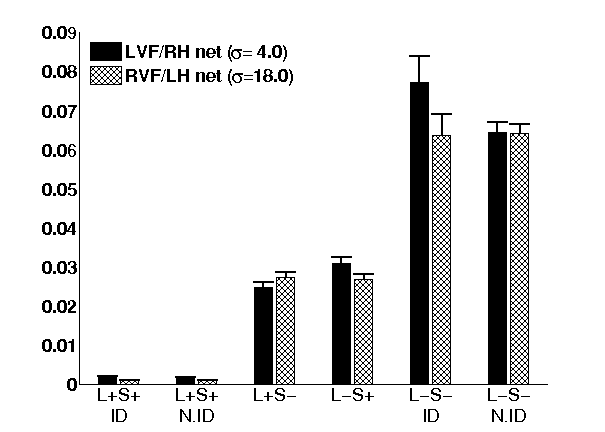 0.09
0.08
0.07
0.06
0.05
0.04
0.03
0.02
0.01
0
LVF/RH net (σ= 4.0)
RVF/LH net (σ=18.0)
L+S+ L+S+ L+S− L−S+ L−S− L−S−
ID N.ID ID N.ID